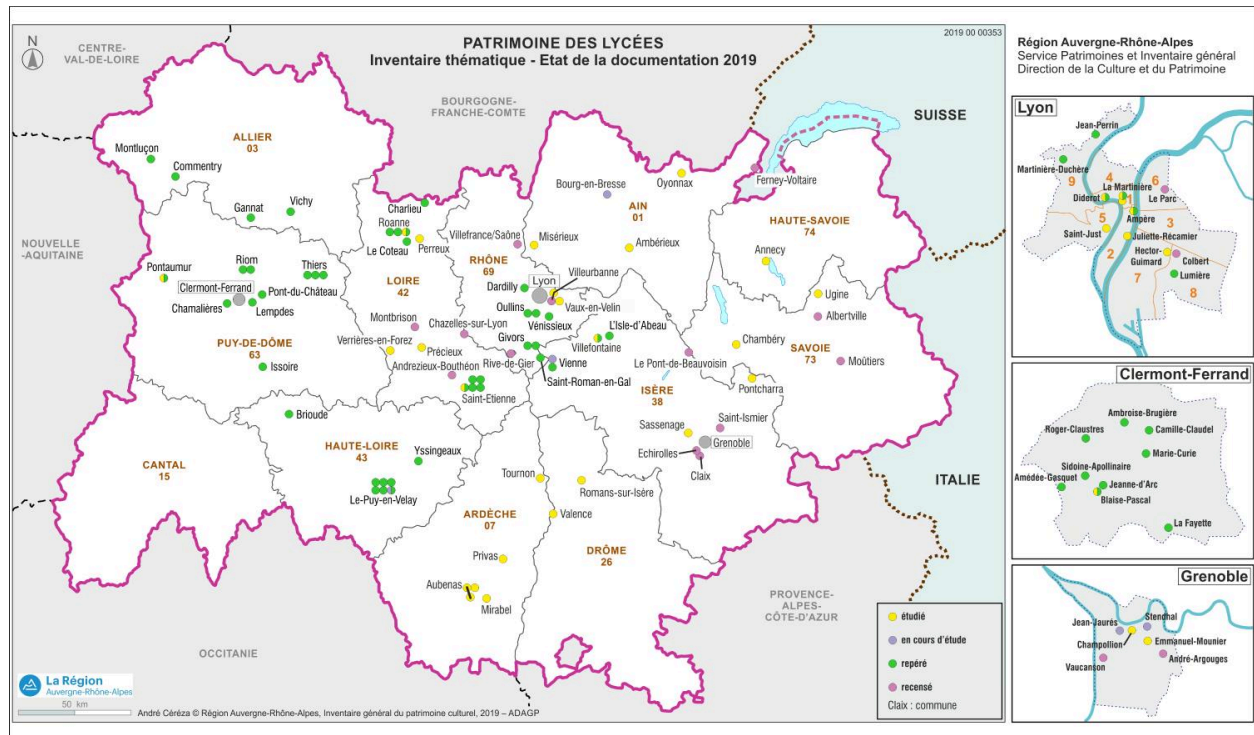 PATRIMOINE DES LYCÉES
Inventaire thématique - Etat de la documentation 2019
2019 00 00353
N
CENTRE-
VAL-DE-LOIRE
BOURGOGNE-
FRANCHE-COMTE
SUISSE
NOUVELLE
-AQUITAINE
ITALIE
PROVENCE-
ALPES-
CÔTE-D'AZUR
OCCITANIE
ALLIER
03
Montluçon
Commentry
Gannat
Vichy
Charlieu
Roanne
Le Coteau
Perreux
LOIRE
42
Villefranche/Saône
RHÔNE
69
Bourg-en-Bresse
Oyonnax
AIN
01
Misérieux
Ambérieux
Ferney-Voltaire
HAUTE-SAVOIE
74
Annecy
Pontaumur
Riom
Thiers
Clermont-Ferrand
Pont-du-Château
Chamalières
Lempdes
PUY-DE-DÔME
63
Issoire
Dardilly
Lyon
Villeurbanne
Vaux-en-Velin
Oullins
Vénissieux
Montbrison
Chazelles-sur-Lyon
Verrières-en-Forez
Précieux
Andrezieux-Bouthéon
Givors
Rive-de-Gier
Vienne
Saint-Roman-en-Gal
Saint-Etienne
L'Isle-d'Abeau
Villefontaine
Le Pont-de-Beauvoisin
ISÈRE
38
Ugine
Albertville
Chambéry
SAVOIE
73
Moûtiers
Pontcharra
Saint-Ismier
Sassenage
Grenoble
Echirolles
Claix
Brioude
HAUTE-LOIRE
43
Yssingeaux
Le-Puy-en-Velay
CANTAL
15
Tournon
Romans-sur-Isère
Valence
ARDÈCHE
07
DRÔME
26
Privas
Aubenas
Mirabel
étudié
en cours d'étude
repéré
recensé
Claix : commune
La Région
Auvergne-Rhône-Alpes
50 km
André Céréza © Région Auvergne-Rhône-Alpes, Inventaire général du patrimoine culturel, 2019 – ADAGP
Région Auvergne-Rhône-Alpes
Service Patrimoines et Inventaire général
Direction de la Culture et du Patrimoine
Lyon
Jean-Perrin
Martinière-Duchère
9
4
La Martinière
6
Le Parc
Diderot
1
Ampère
5
3
Saint-Just
Juliette-Récamier
2
Hector-
Guimard
Colbert
7
Lumière
8
Clermont-Ferrand
Ambroise-Brugière
Roger-Claustres
Camille-Claudel
Marie-Curie
Sidoine-Apollinaire
Amédée-Gasquet
Jeanne-d'Arc
Blaise-Pascal
La Fayette
Grenoble
Stendhal
Jean-Jaurés
Champollion
Emmanuel-Mounier
Vaucanson
André-Argouges